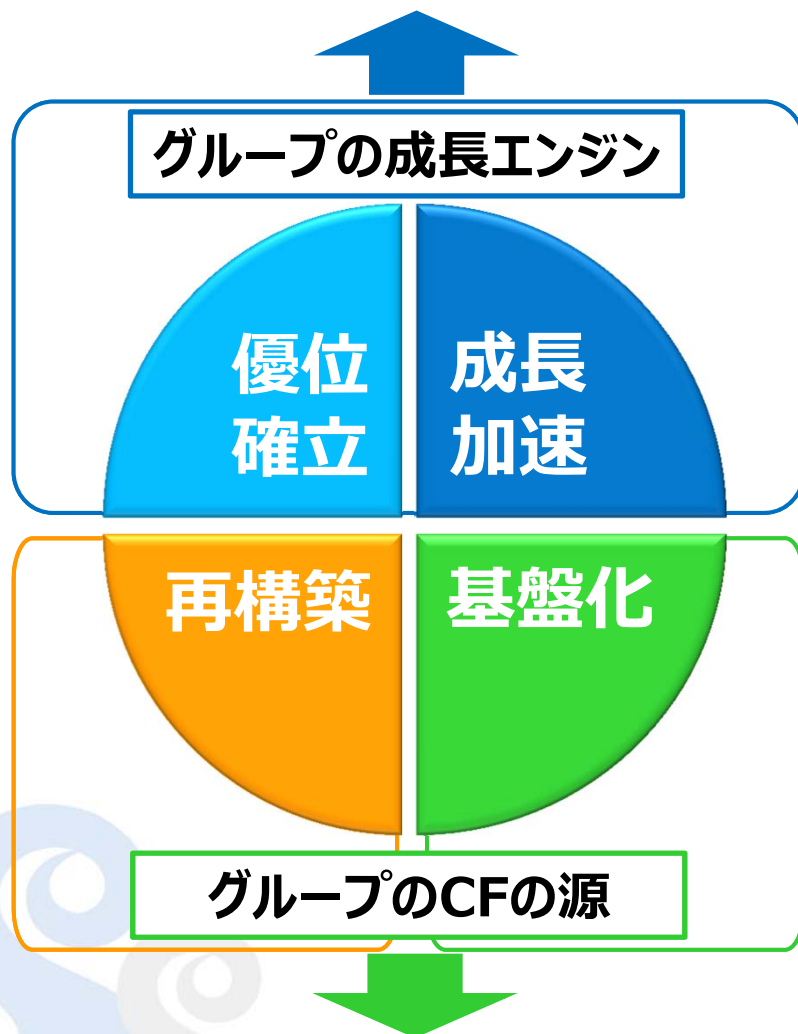 グループの成長エンジン
優位
確立
成長
加速
再構築
基盤化
グループのCFの源